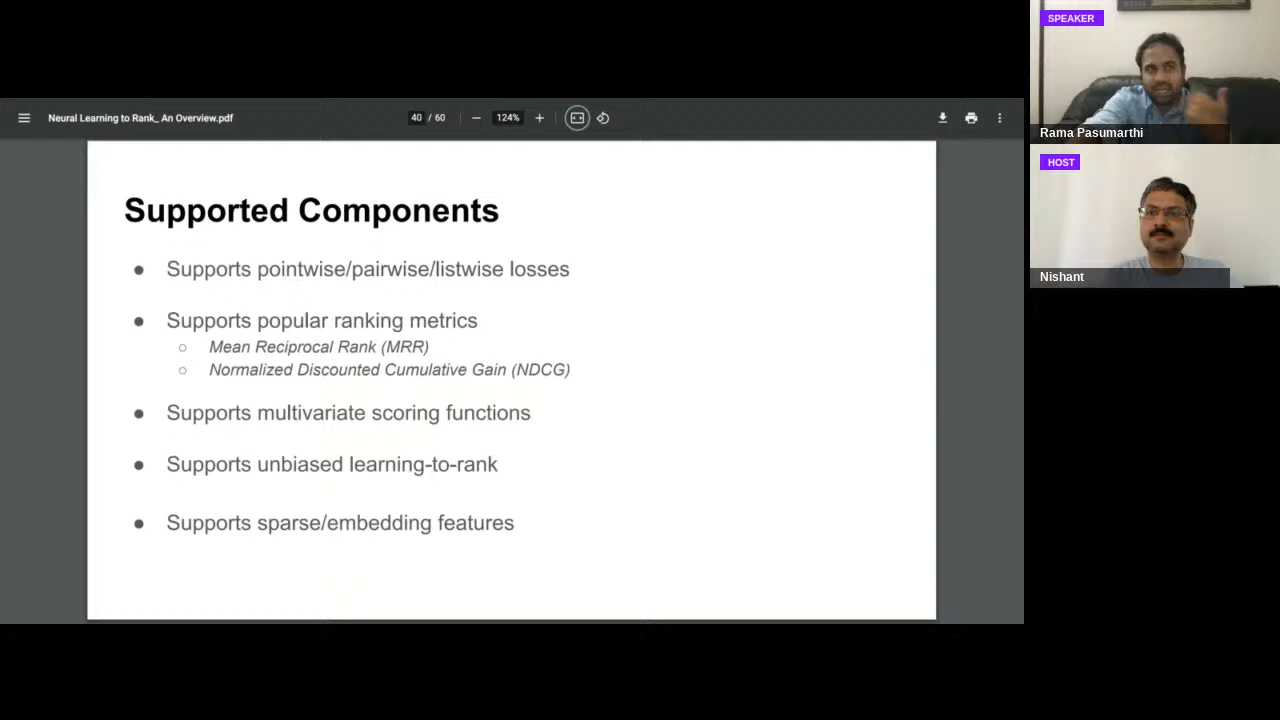 Neural Learning to Rank_ An Overview.pdf
40 / 60
124%
Supported Components
● Supports pointwise/pairwise/listwise losses
● Supports popular ranking metrics
○ Mean Reciprocal Rank (MRR)
○ Normalized Discounted Cumulative Gain (NDCG)
● Supports multivariate scoring functions
● Supports unbiased learning-to-rank
● Supports sparse/embedding features
SPEAKER
Rama Pasumarthi
HOST
Nishant